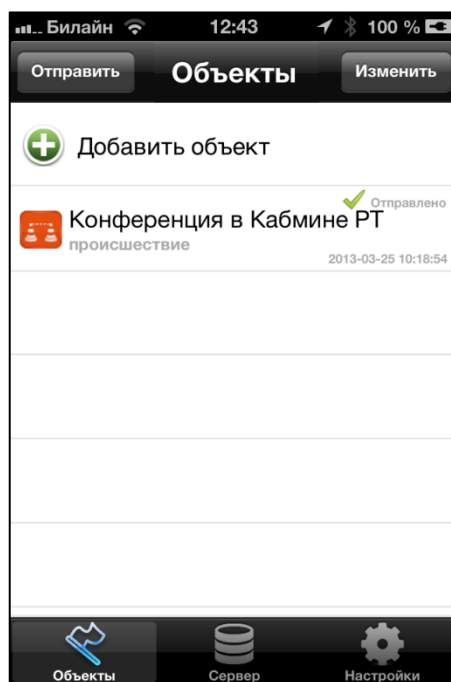 Билайн 12:43 100 %
Отправить Объекты Изменить
Добавить объект
Отправлено
Конференция в Кабмине РТ
происшествие
2013-03-25 10:18:54
Объекты Сервер Настройки